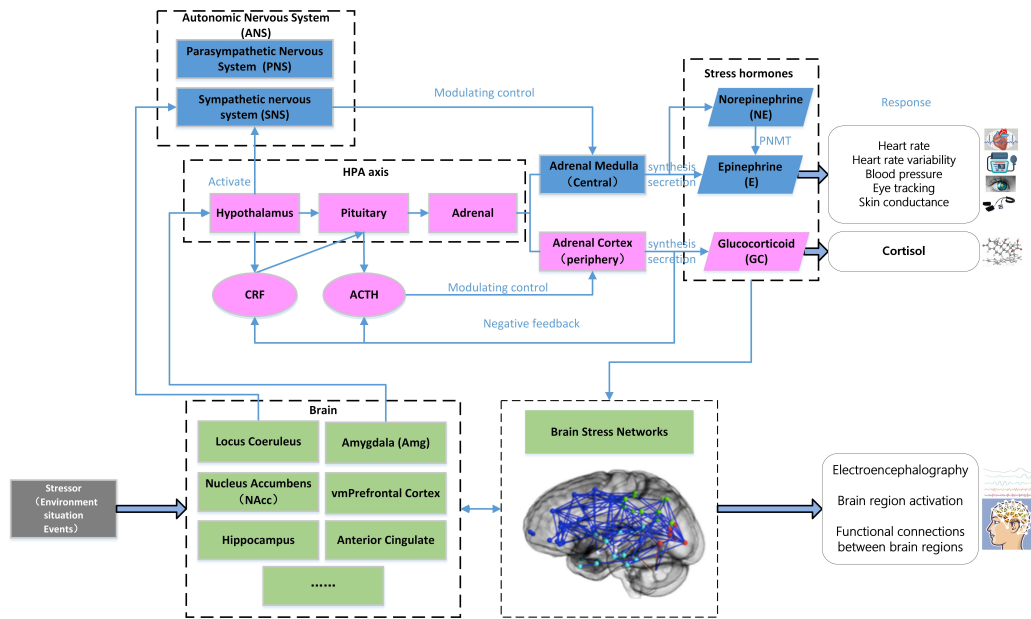 Autonomic Nervous System
(ANS)
Parasympathetic Nervous
System (PNS)
Sympathetic nervous
system (SNS)
Modulating control
Stress hormones
Norepinephrine
(NE)
PNMT
Epinephrine
(E)
Glucocorticoid
(GC)
Response
Heart rate
Heart rate variability
Blood pressure
Eye tracking
Skin conductance
Cortisol
Activate
HPA axis
Hypothalamus
Pituitary
Adrenal
Adrenal Medulla
（Central）
synthesis
secretion
Adrenal Cortex
（periphery）
synthesis
secretion
CRF
ACTH
Modulating control
Negative feedback
Stressor
（Environment
situation
Events）
Brain
Locus Coeruleus
Amygdala (Amg)
Nucleus Accumbens
（NAcc）
vmPrefrontal Cortex
Hippocampus
Anterior Cingulate
……
Brain Stress Networks
Electroencephalography
Brain region activation
Functional connections
between brain regions